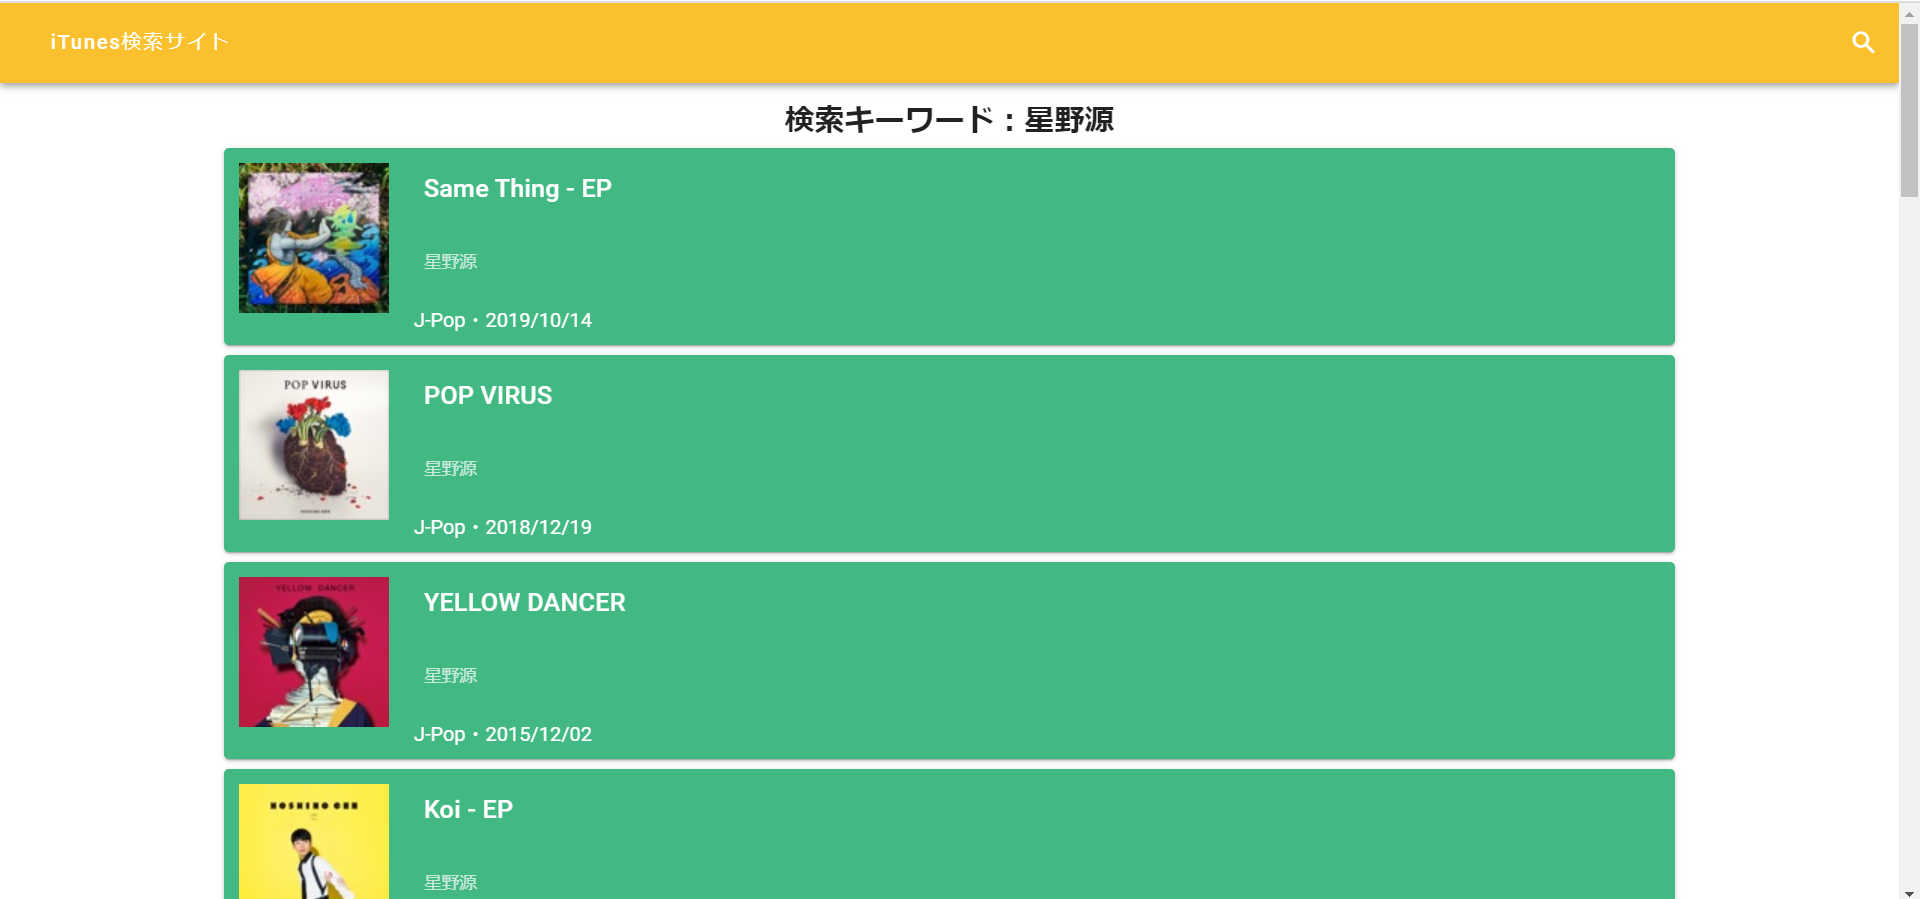 iTunes検索サイト
検索キーワード：星野源
Same Thing - EP
星野源
J-Pop・2019/10/14
POP VIRUS
POP VIRUS
星野源
J-Pop・2018/12/19
YELLOW DANCER
YELLOW DANCER
星野源
J-Pop・2015/12/02
HOSHINO GEN
Koi - EP
星野源